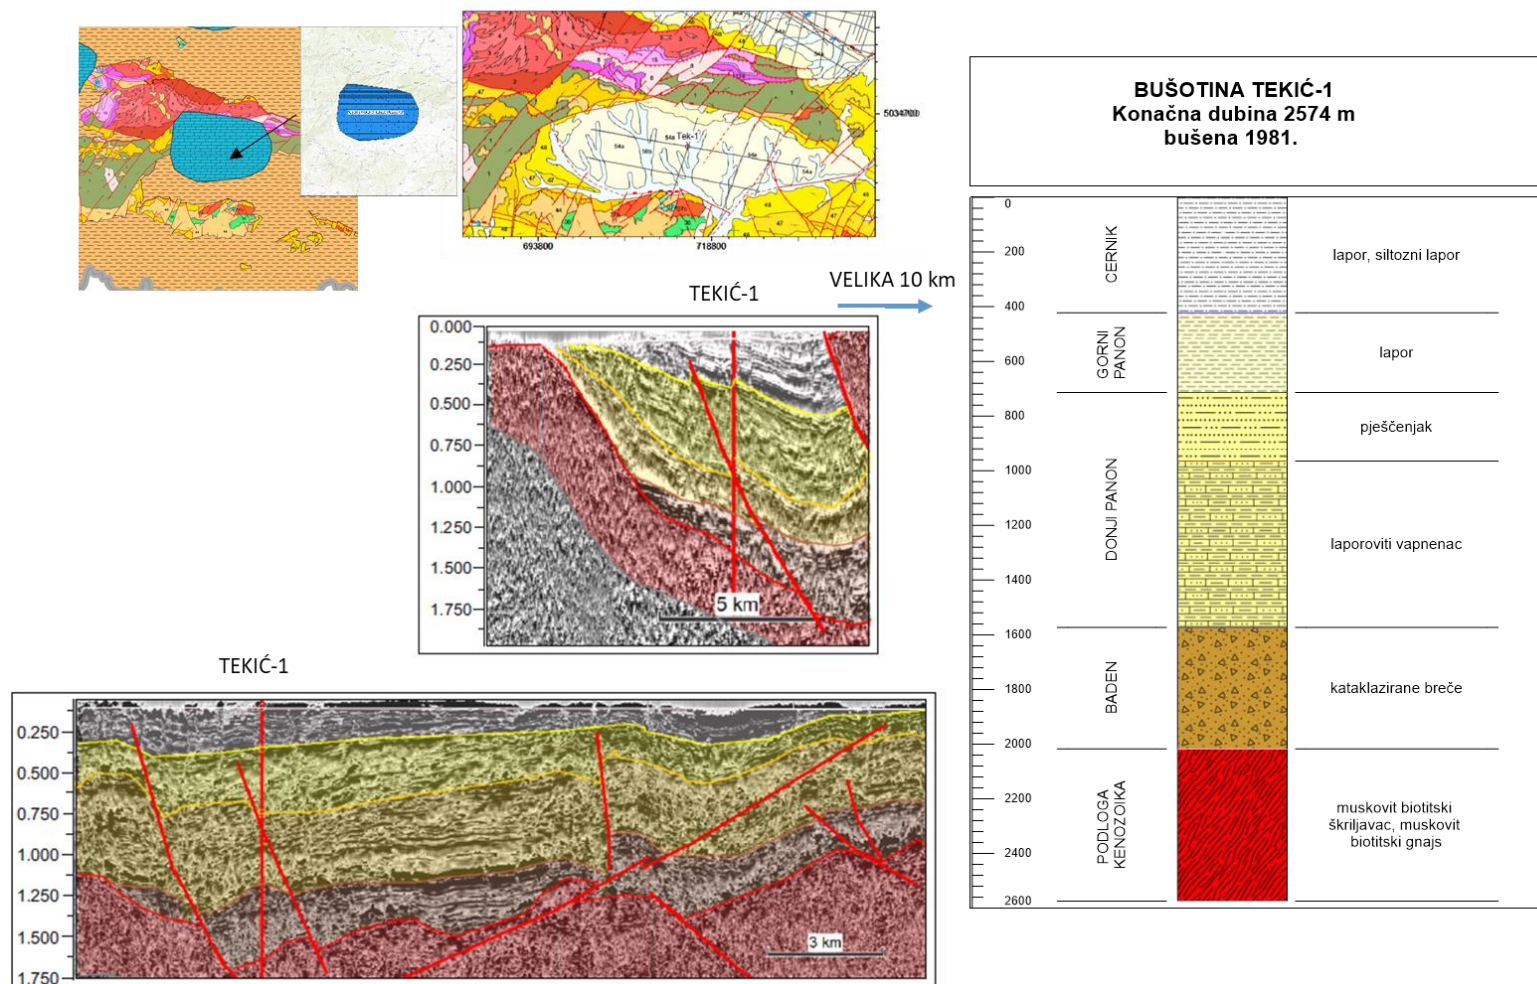 5034700
693800
718800
Tek-1
54a
54a
54a
BUŠOTINA TEKIĆ-1
Konačna dubina 2574 m
bušena 1981.
VELIKA 10 km
TEKIĆ-1
0.000
0.250
0.500
0.750
1.000
1.250
1.500
1.750
5 km
TEKIĆ-1
0.250
0.500
0.750
1.000
1.250
1.500
1.750
3 km
0
200
400
600
800
1000
1200
1400
1600
1800
2000
2200
2400
2600
CERNIK
GORNI
PANON
DONJI PANON
BADEN
PODLOGA
KENOZOIKA
lapor, siltozni lapor
lapor
pješčenjak
laporoviti vapnenac
kataklazirane breče
muskovit biotitski
škriljavac, muskovit
biotitski gnajs